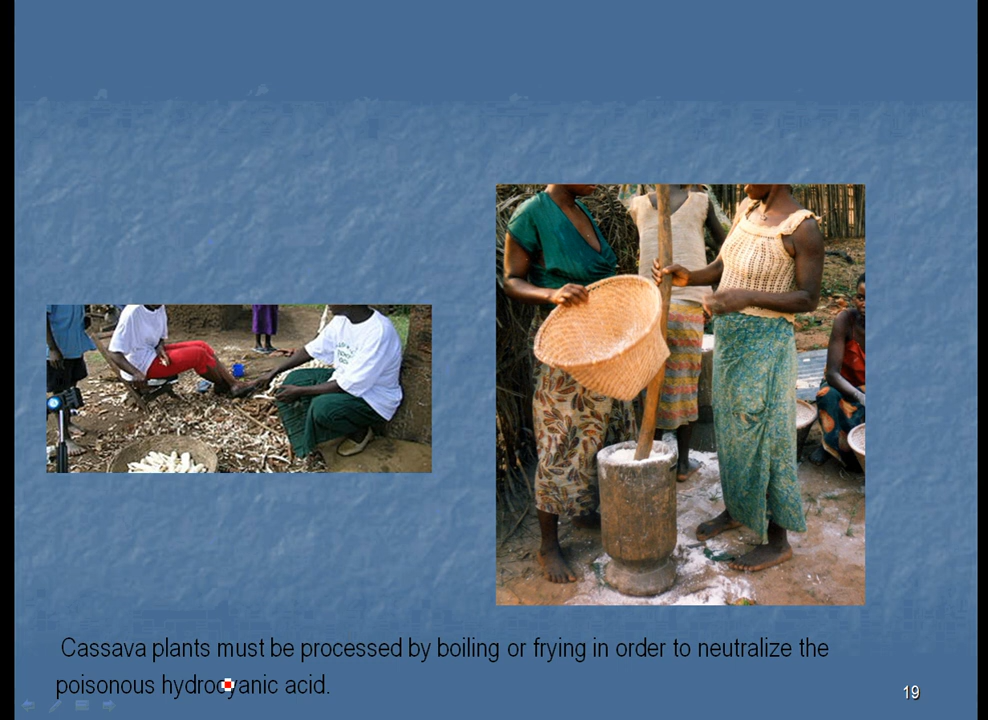 Cassava plants must be processed by boiling or frying in order to neutralize the
poisonous hydrocyanic acid.
19